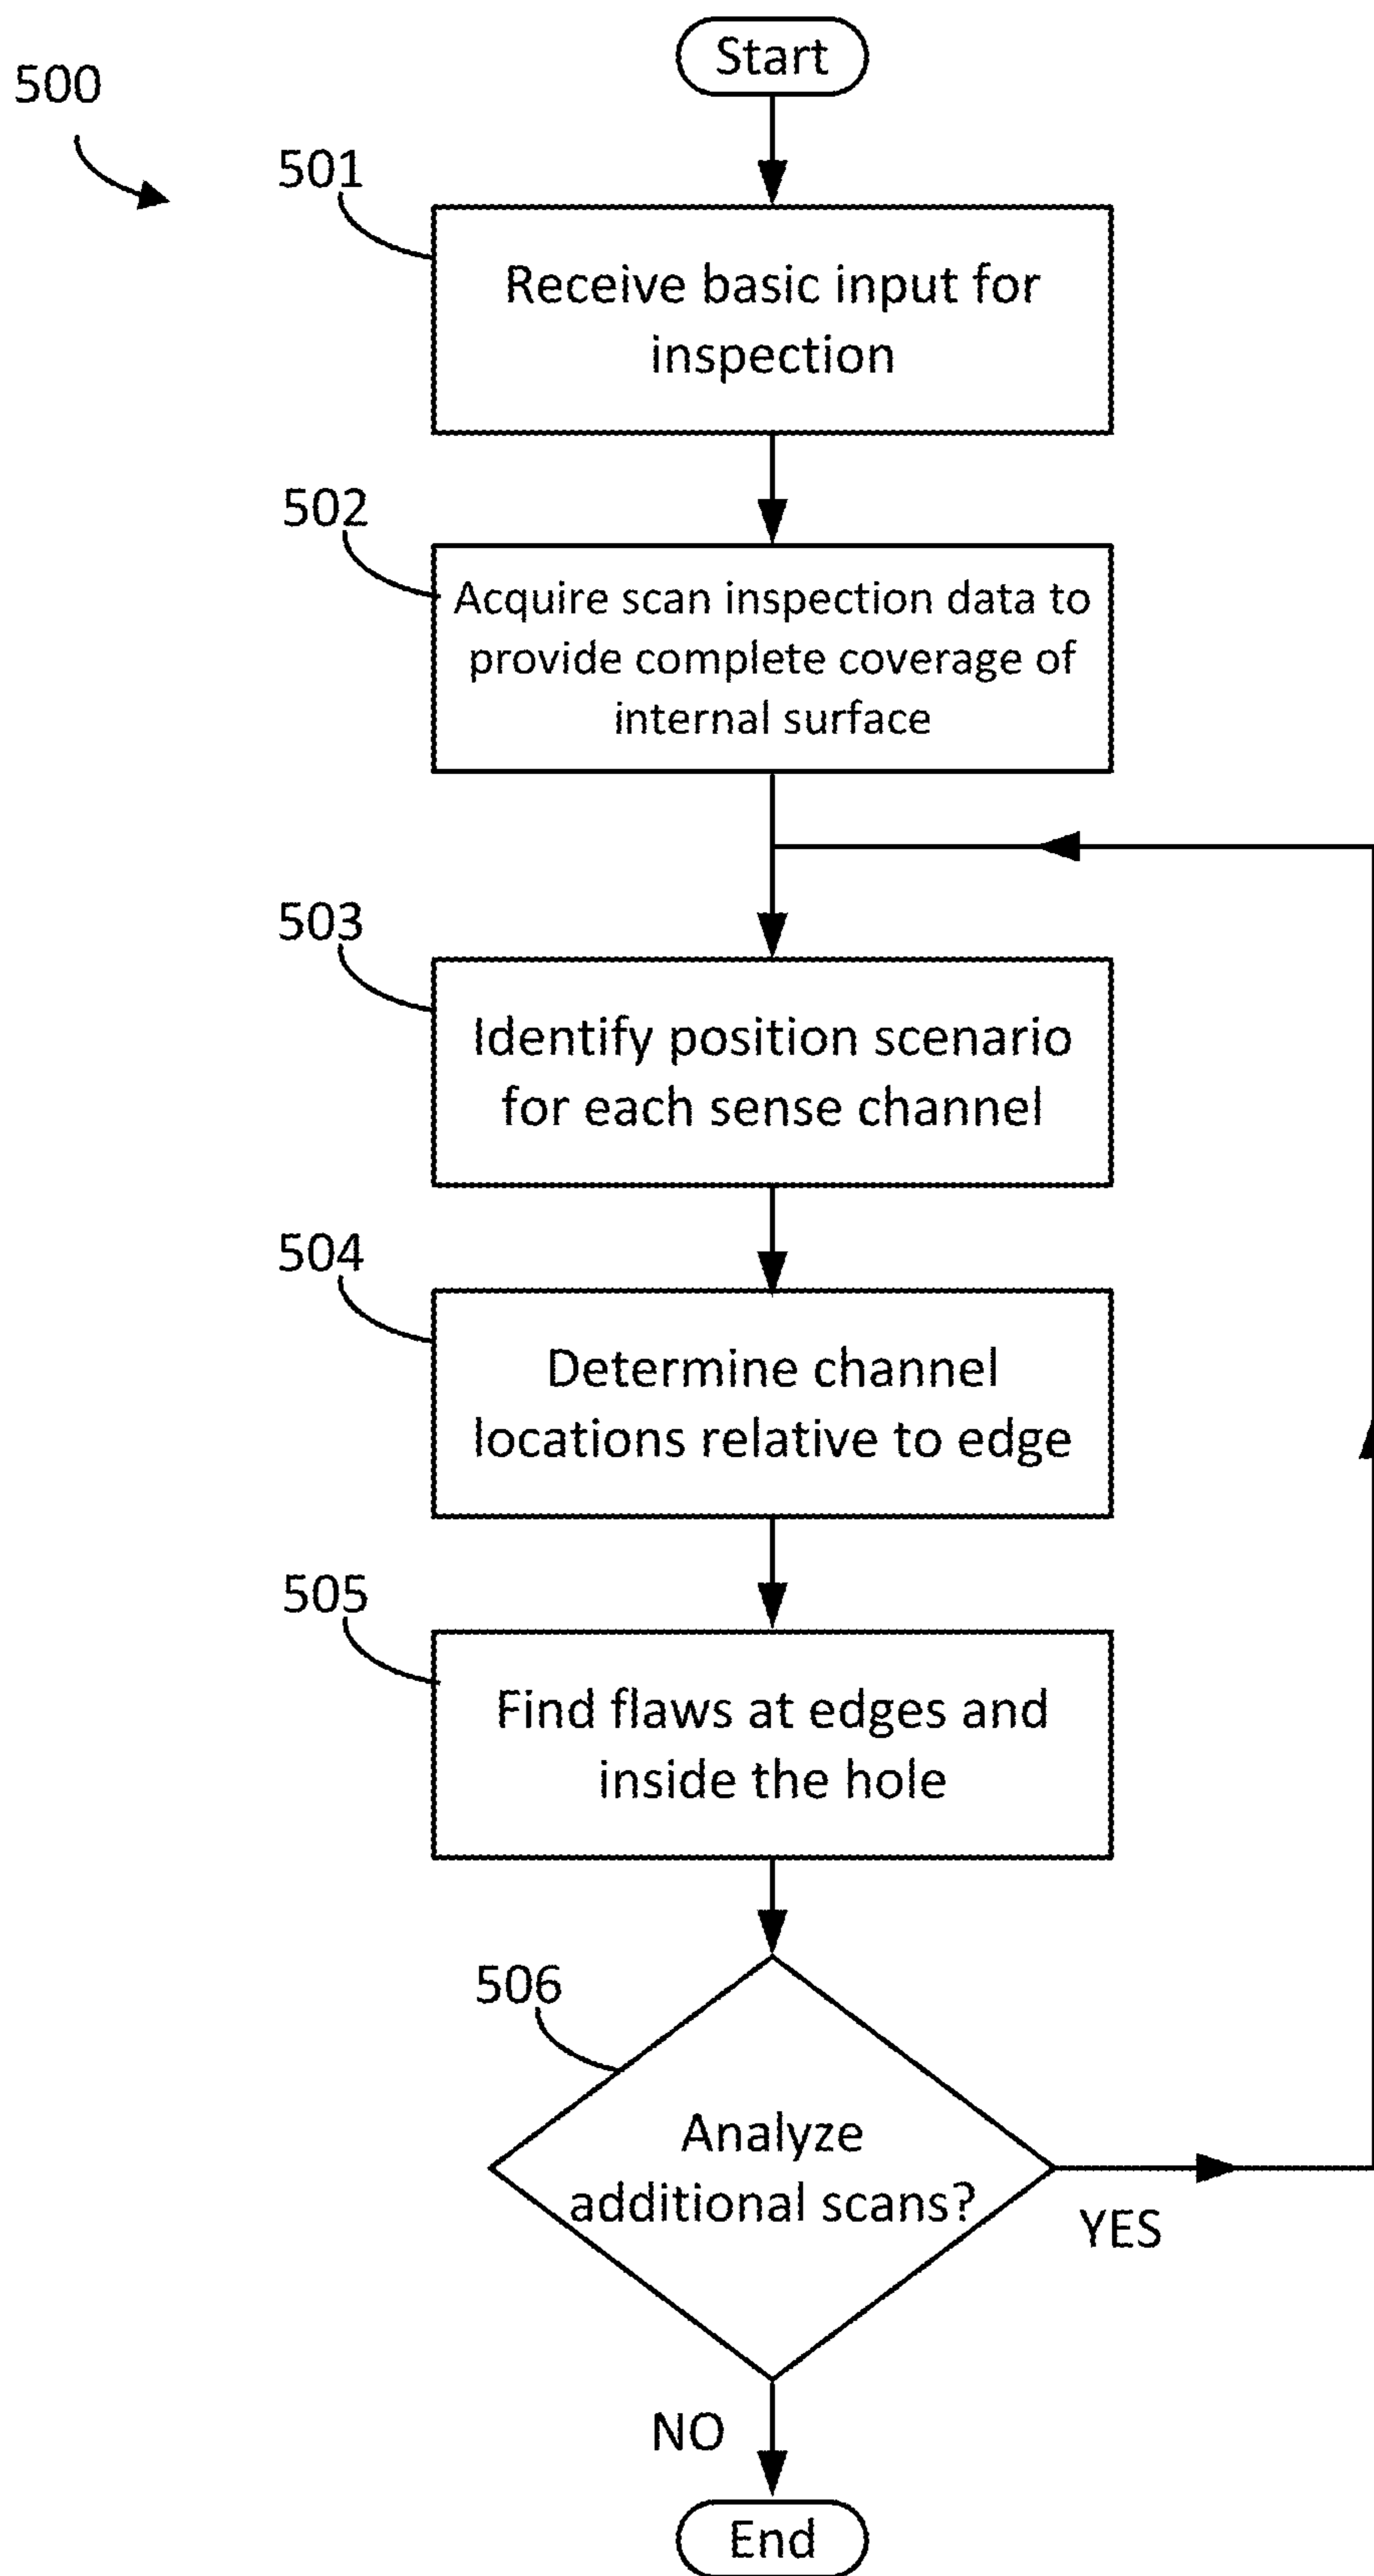 Start
500
501
Receive basic input for
inspection
502
Acquire scan inspection data to
provide complete coverage of
internal surface
503
Identify position scenario
for each sense channel
504
Determine channel
locations relative to edge
505
Find flaws at edges and
inside the hole
506
Analyze
additional scans?
YES
NO
End